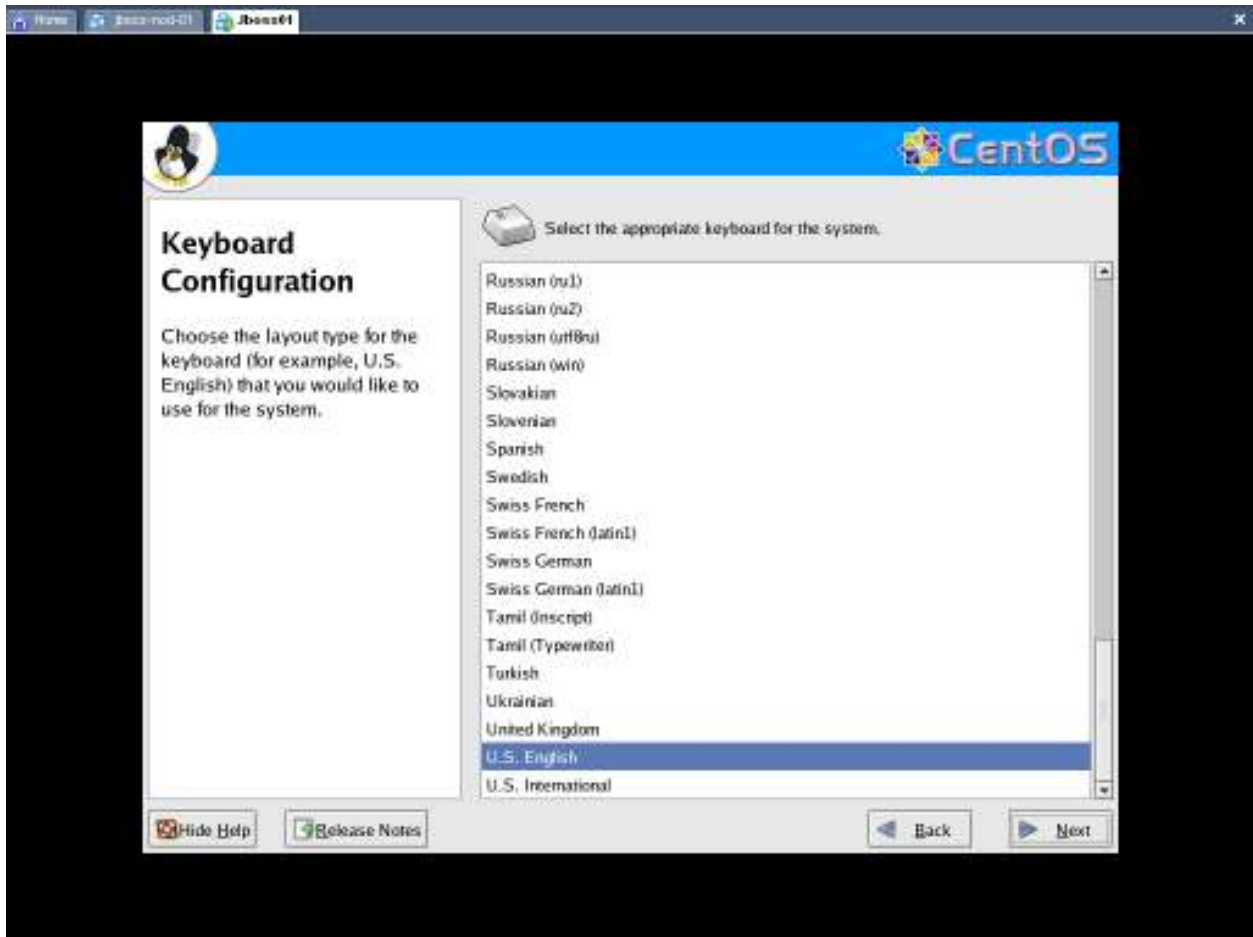 Home
Jboss01
CentOS
Keyboard
Configuration
Choose the layout type for the
keyboard (for example, U.S.
English) that you would like to
use for the system.
Select the appropriate keyboard for the system.
Russian (ru1)
Russian (ru2)
Russian (utf8ru)
Russian (win)
Slovakian
Slovenian
Spanish
Swedish
Swiss French
Swiss French (latin1)
Swiss German
Swiss German (latin1)
Tamil (Inscript)
Tamil (Typewriter)
Turkish
Ukrainian
United Kingdom
U.S. English
U.S. International
Hide Help
Release Notes
Back
Next